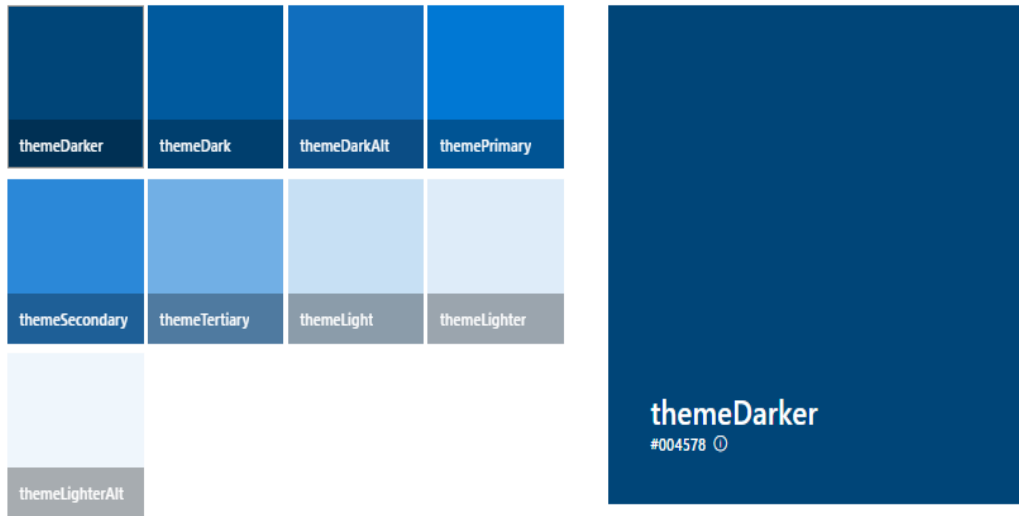 themeDarker
themeDark
themeDarkAlt
themePrimary
themeSecondary
themeTertiary
themeLight
themeLighter
themeLighterAlt
themeDarker
#004578